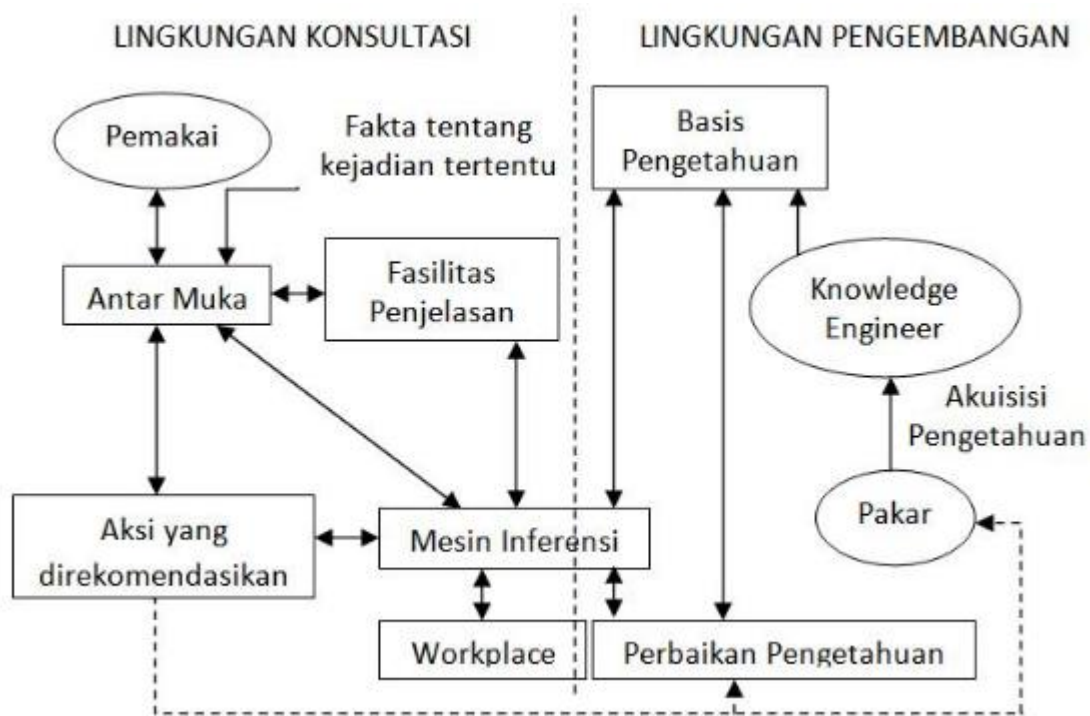 LINGKUNGAN KONSULTASI
LINGKUNGAN PENGEMBANGAN
Pemakai
Fakta tentang
kejadian tertentu
Basis
Pengetahuan
Antar Muka
Fasilitas
Penjelasan
Knowledge
Engineer
Akuisisi
Pengetahuan
Pakar
Aksi yang
direkomendasikan
Mesin Inferensi
Workplace
Perbaikan Pengetahuan